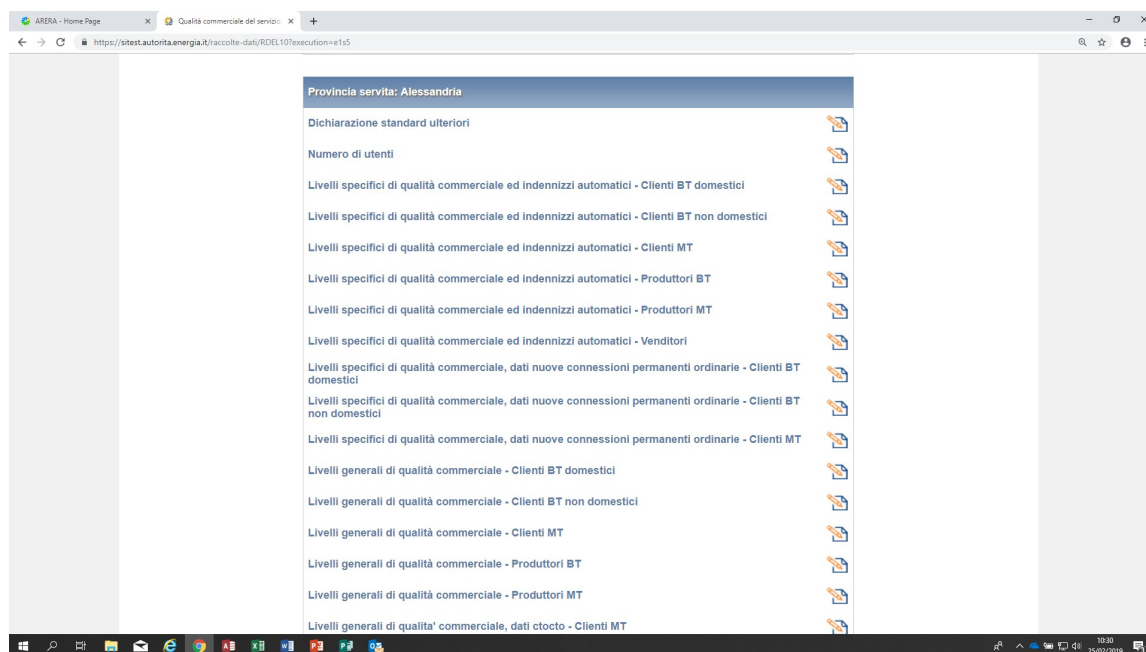 ARERA - Home Page
Qualità commerciale del servizio
https://sitest.autorita.energia.it/raccolte-dati/RDEL10?execution=e1s5
Provincia servita: Alessandria
Dichiarazione standard ulteriori
Numero di utenti
Livelli specifici di qualità commerciale ed indennizzi automatici - Clienti BT domestici
Livelli specifici di qualità commerciale ed indennizzi automatici - Clienti BT non domestici
Livelli specifici di qualità commerciale ed indennizzi automatici - Clienti MT
Livelli specifici di qualità commerciale ed indennizzi automatici - Produttori BT
Livelli specifici di qualità commerciale ed indennizzi automatici - Produttori MT
Livelli specifici di qualità commerciale ed indennizzi automatici - Venditori
Livelli specifici di qualità commerciale, dati nuove connessioni permanenti ordinarie - Clienti BT
domestici
Livelli specifici di qualità commerciale, dati nuove connessioni permanenti ordinarie - Clienti BT
non domestici
Livelli specifici di qualità commerciale, dati nuove connessioni permanenti ordinarie - Clienti MT
Livelli generali di qualità commerciale - Clienti BT domestici
Livelli generali di qualità commerciale - Clienti BT non domestici
Livelli generali di qualità commerciale - Clienti MT
Livelli generali di qualità commerciale - Produttori BT
Livelli generali di qualità commerciale - Produttori MT
Livelli generali di qualita' commerciale, dati ctocto - Clienti MT
10:30
25/02/2019